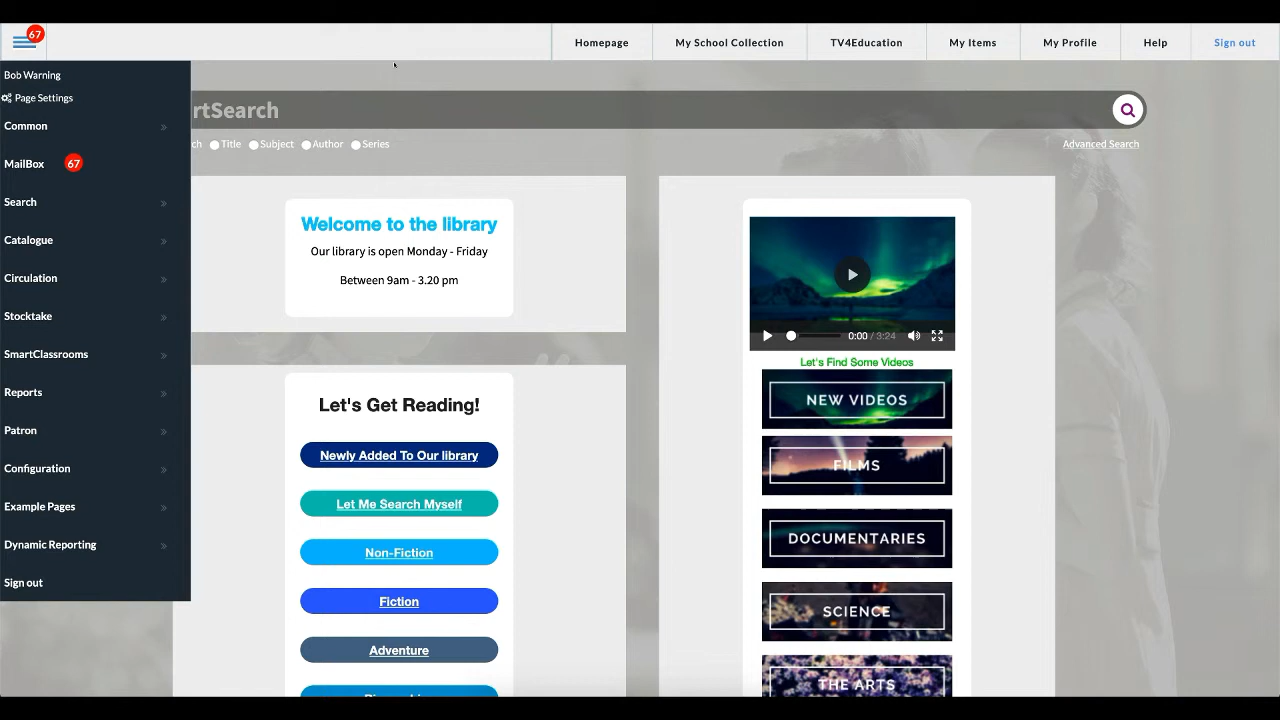 67
Homepage
My School Collection
TV4Education
My Items
My Profile
Help
Sign out
Bob Warning
Page Settings
Common
MailBox 67
Search
Catalogue
Circulation
Stocktake
SmartClassrooms
Reports
Patron
Configuration
Example Pages
Dynamic Reporting
Sign out
rtSearch
ch Title Subject Author Series
Advanced Search
Welcome to the library
Our library is open Monday - Friday
Between 9am - 3.20 pm
Let's Get Reading!
Newly Added To Our library
Let Me Search Myself
Non-Fiction
Fiction
Adventure
0:00 / 3:24
Let's Find Some Videos
NEW VIDEOS
FILMS
DOCUMENTARIES
SCIENCE
THE ARTS